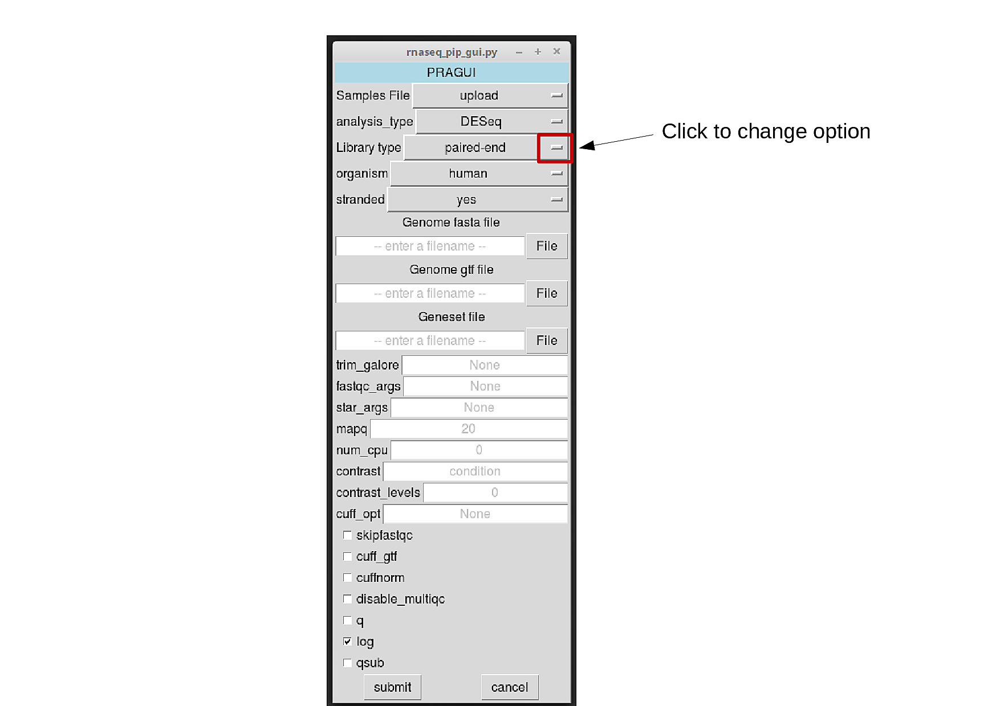 rnaseq_pip_gui.py
PRAGUI
Samples File upload
analysis_type DESeq
Click to change option
Library type paired-end
organism human
stranded yes
Genome fasta file
-- enter a filename -- File
Genome gtf file
-- enter a filename -- File
Geneset file
-- enter a filename -- File
trim_galore None
fastqc_args None
star_args None
mapq 20
num_cpu 0
contrast condition
contrast_levels 0
cuff_opt None
skipfastqc
cuff_gtf
cuffnorm
disable_multiqc
q
log
qsub
submit cancel